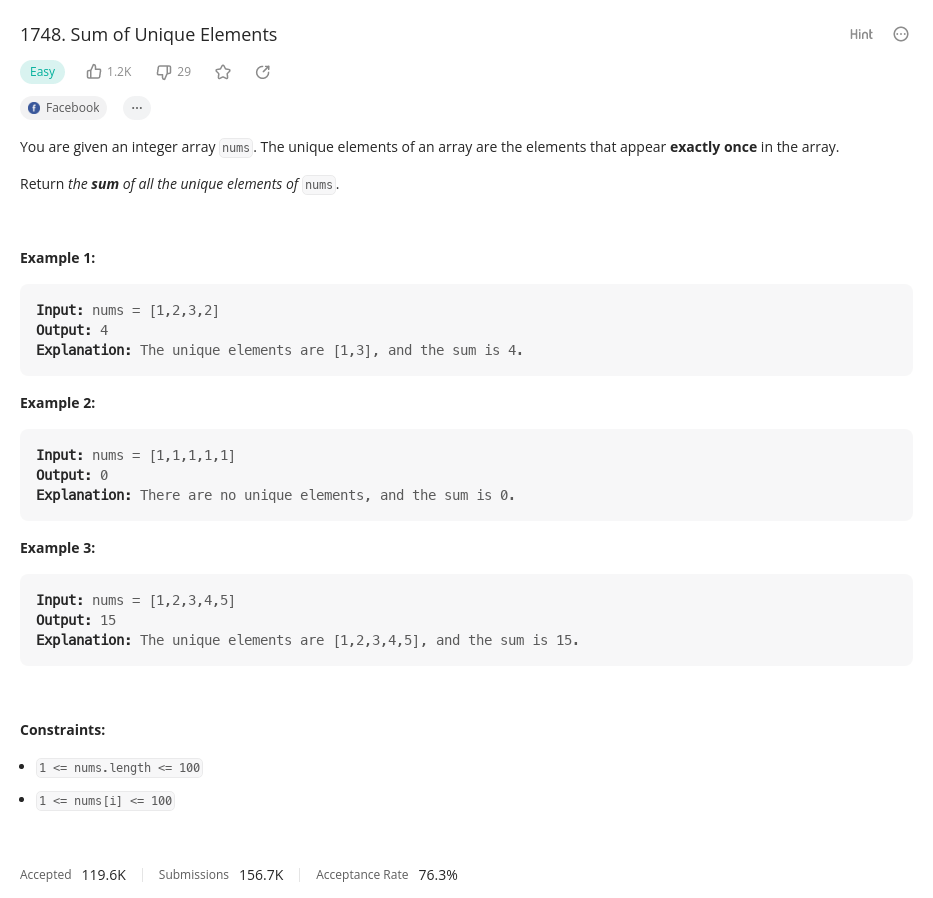 1748. Sum of Unique Elements
Hint
Easy 1.2K 29
Facebook ...
You are given an integer array nums. The unique elements of an array are the elements that appear exactly once in the array.
Return the sum of all the unique elements of nums.
Example 1:
Input: nums = [1,2,3,2]
Output: 4
Explanation: The unique elements are [1,3], and the sum is 4.
Example 2:
Input: nums = [1,1,1,1,1]
Output: 0
Explanation: There are no unique elements, and the sum is 0.
Example 3:
Input: nums = [1,2,3,4,5]
Output: 15
Explanation: The unique elements are [1,2,3,4,5], and the sum is 15.
Constraints:
• 1 <= nums.length <= 100
• 1 <= nums[i] <= 100
Accepted 119.6K Submissions 156.7K Acceptance Rate 76.3%